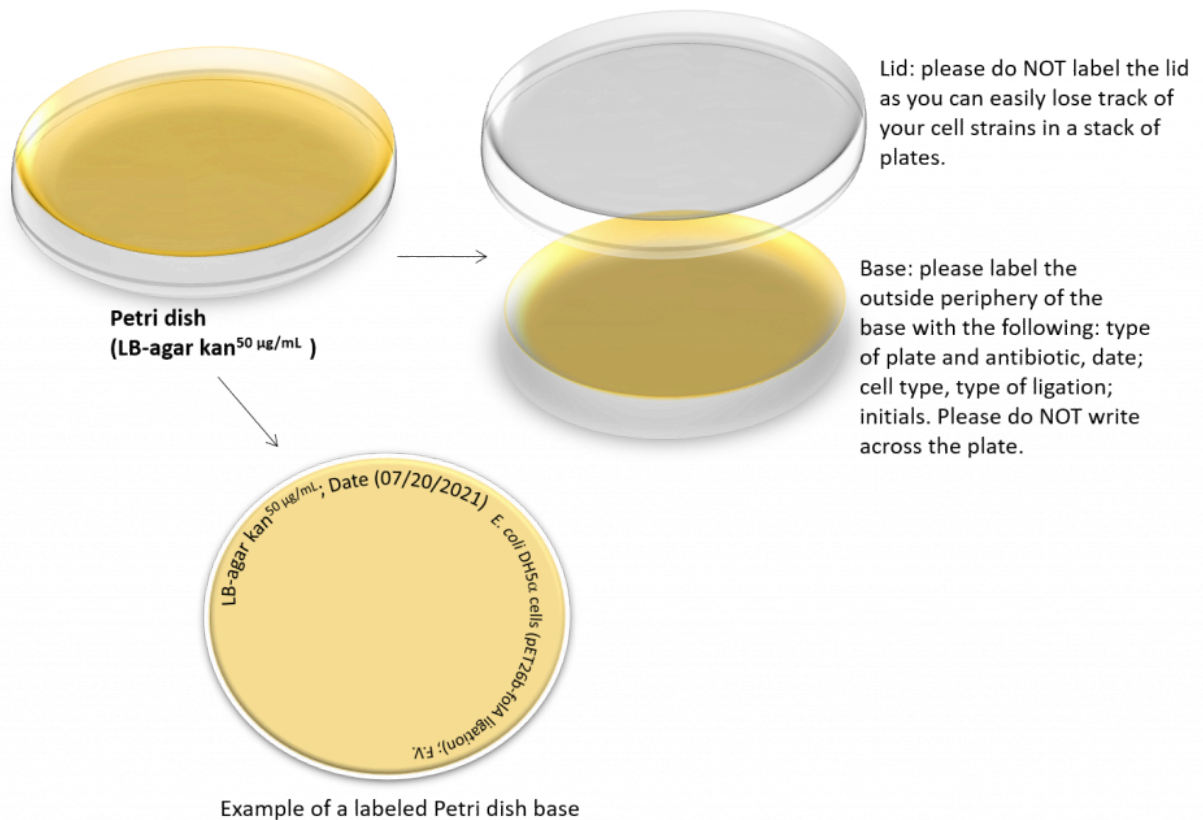 Lid: please do NOT label the lid
as you can easily lose track of
your cell strains in a stack of
plates.
Base: please label the
outside periphery of the
base with the following: type
of plate and antibiotic, date;
cell type, type of ligation;
initials. Please do NOT write
across the plate.
Petri dish
(LB-agar kan⁵⁰ µg/mL )
LB-agar kan⁵⁰ µg/mL; Date (07/20/2021)
E. coli DH5α cells (pET26b-folA ligation); F.V.
Example of a labeled Petri dish base